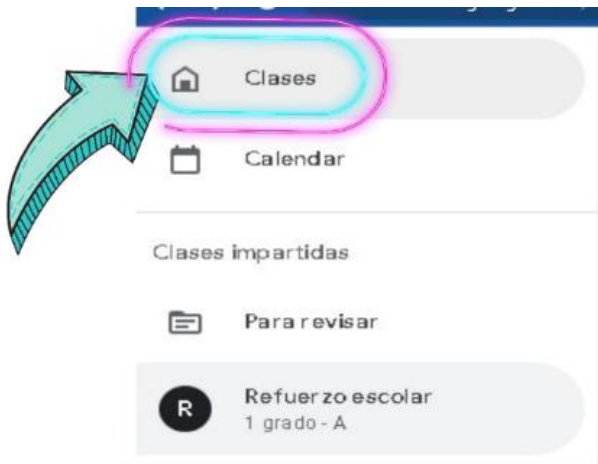 Clases
Calendar
Clases impartidas
Para revisar
R
Refuerzo escolar
1 grado - A